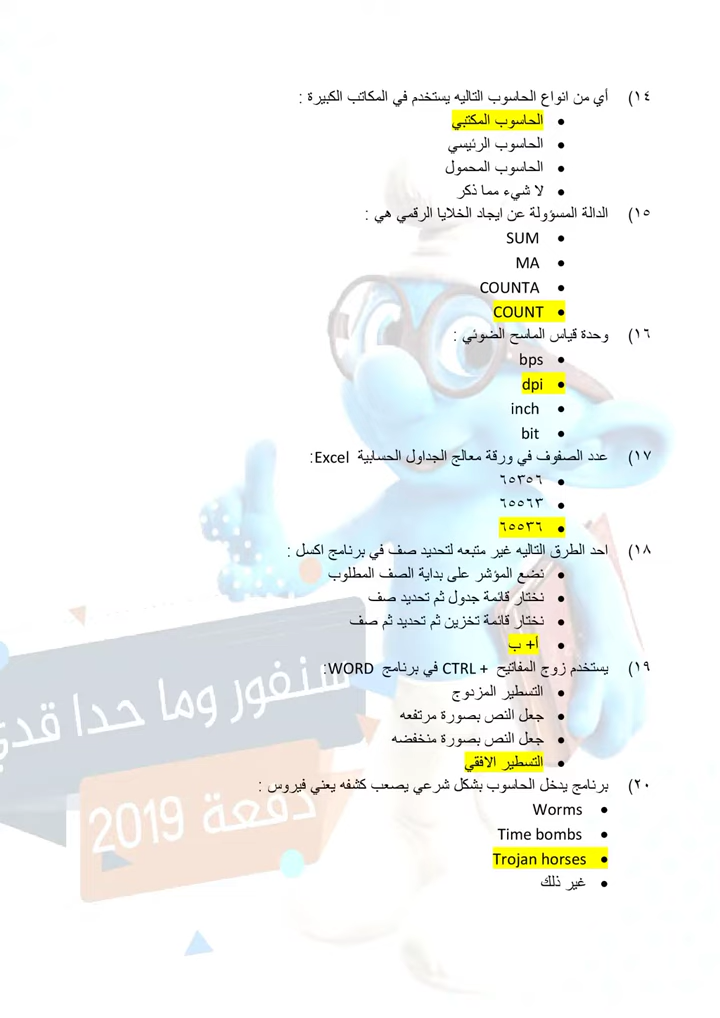 ١٤) أي من انواع الحاسوب التاليه يستخدم في المكاتب الكبيرة :
• الحاسوب المكتبي
• الحاسوب الرئيسي
• الحاسوب المحمول
• لا شيء مما ذكر
١٥) الدالة المسؤولة عن ايجاد الخلايا الرقمي هي :
• SUM
• MA
• COUNTA
• COUNT
١٦) وحدة قياس الماسح الضوئي :
• bps
• dpi
• inch
• bit
١٧) عدد الصفوف في ورقة معالج الجداول الحسابية Excel:
• ٦٥٣٥٦
• ٦٥٥٦٣
• ٦٥٥٣٦
١٨) احد الطرق التاليه غير متبعه لتحديد صف في برنامج اكسل :
• نضع المؤشر على بداية الصف المطلوب
• نختار قائمة جدول ثم تحديد صف
• نختار قائمة تخزين ثم تحديد ثم صف
• أ+ ب
١٩) يستخدم زوج المفاتيح + CTRL في برنامج WORD:
• التسطير المزدوج
• جعل النص بصورة مرتفعه
• جعل النص بصورة منخفضه
• التسطير الافقي
٢٠) برنامج يدخل الحاسوب بشكل شرعي يصعب كشفه يعني فيروس :
• Worms
• Time bombs
• Trojan horses
• غير ذلك
سنفور وما حدا قدي
دفعة 2019